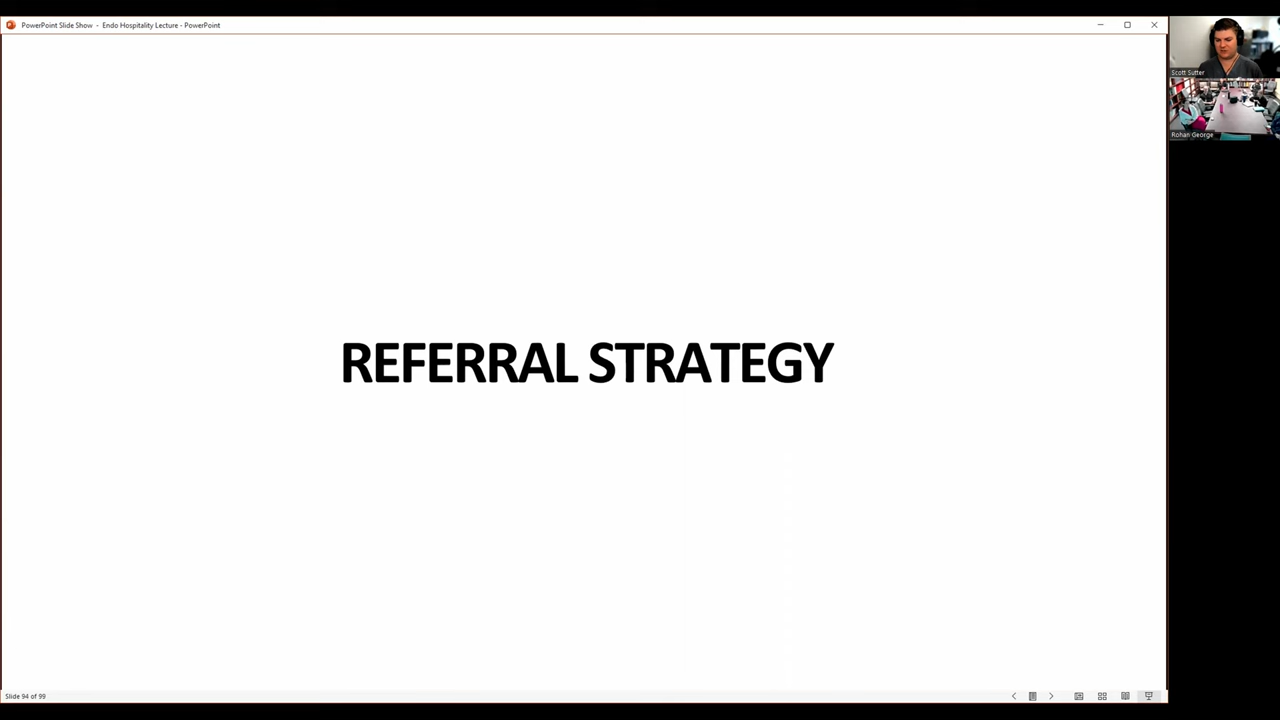 PowerPoint Slide Show - Endo Hospitality Lecture - PowerPoint
Scott Sutter
Rohan George
REFERRAL STRATEGY
Slide 94 of 99